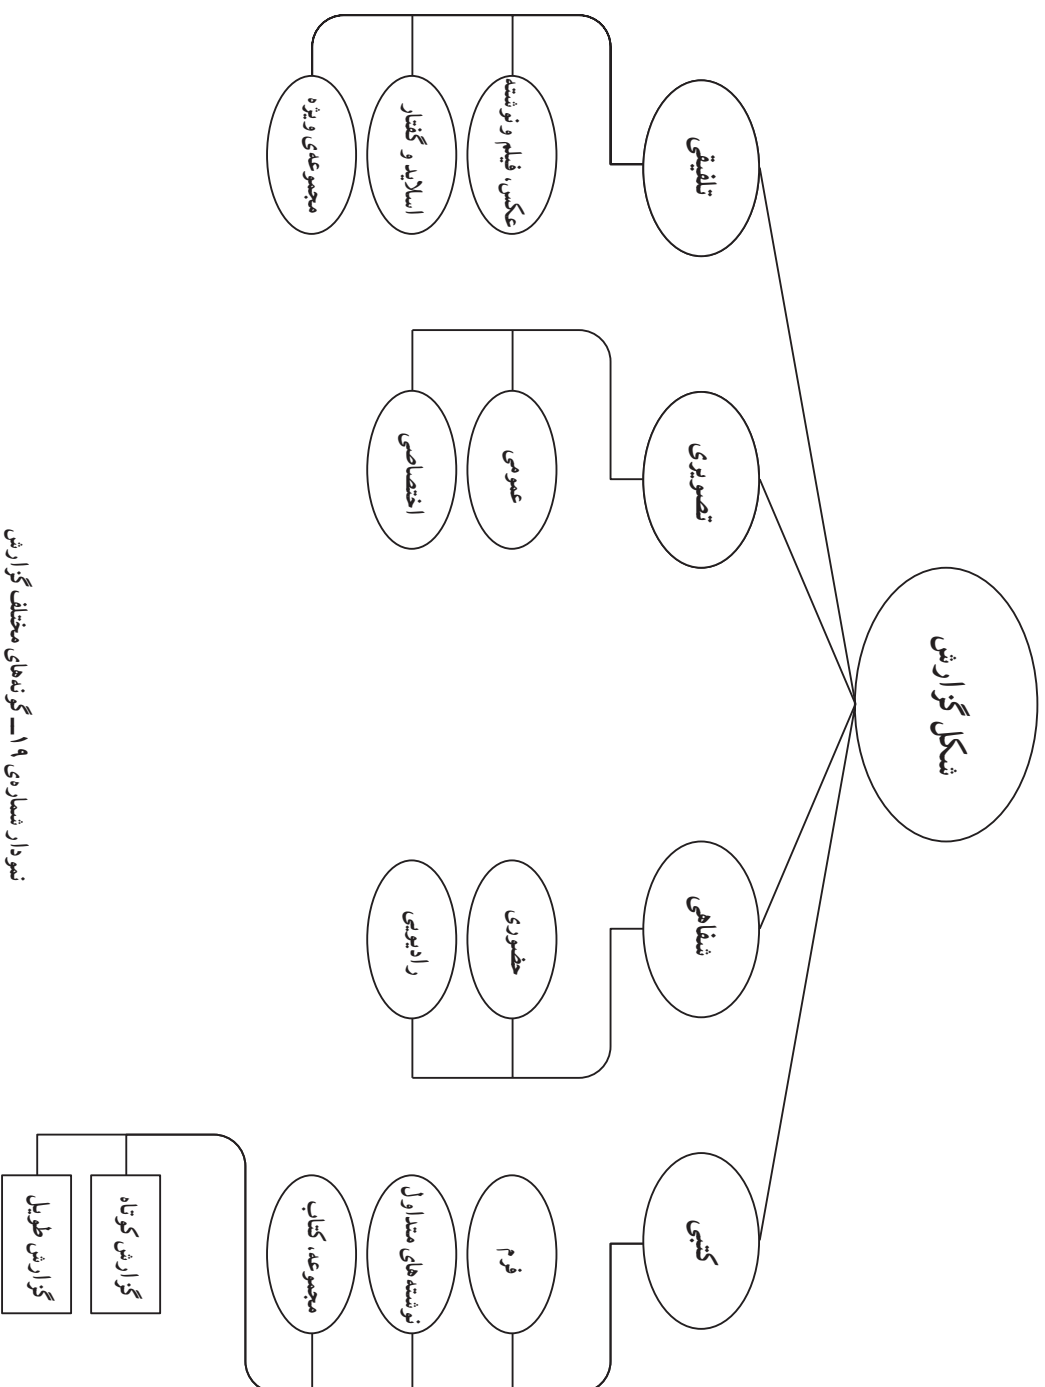 شکل گزارش
کتبی
شفاهی
تصویری
تلفیقی
فرم
نوشته‌های متداول
مجموعه، کتاب
گزارش کوتاه
گزارش طویل
حضوری
رادیویی
عمومی
اختصاصی
عکس، فیلم و نوشته
اسلاید و گفتار
مجموعه‌ی ویژه
نمودار شماره‌ی ۱۹ــ گونه‌های مختلف گزارش